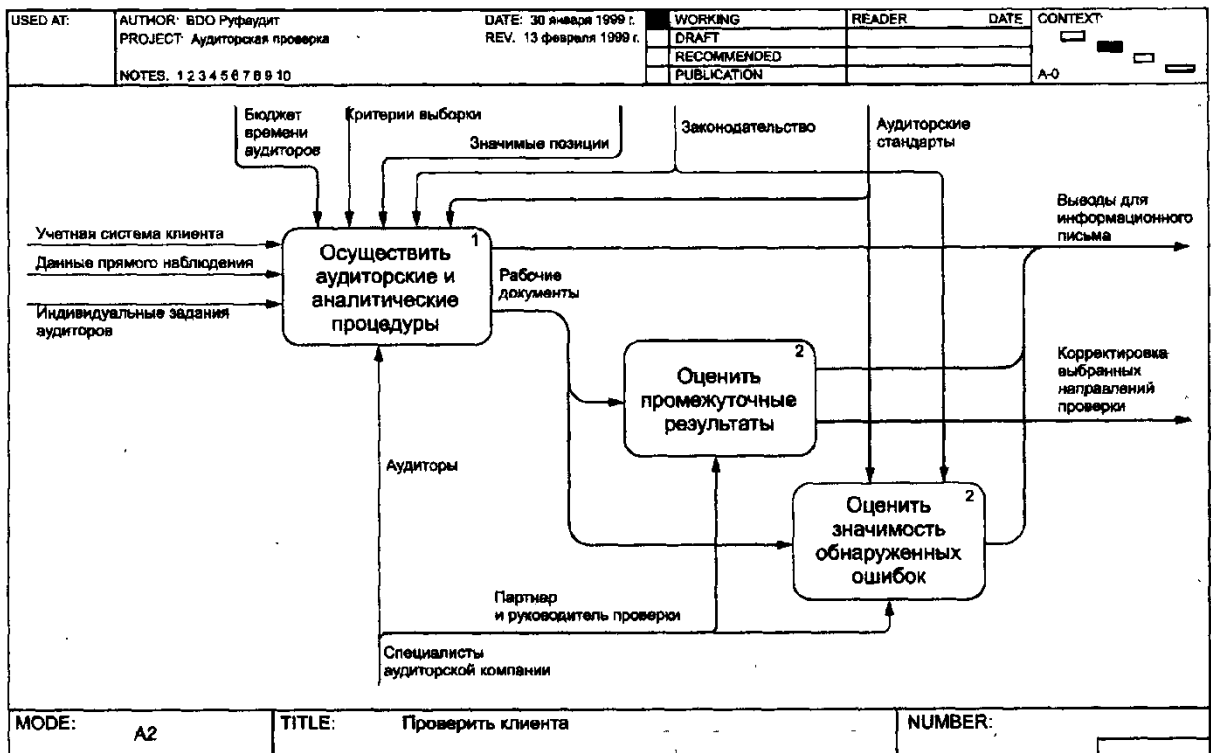 USED AT:
AUTHOR: BDO Руфаудит
DATE: 30 января 1999 г.
PROJECT: Аудиторская проверка
REV. 13 февраля 1999 г.
NOTES. 1 2 3 4 5 6 7 8 9 10
WORKING
DRAFT
RECOMMENDED
PUBLICATION
READER
DATE
CONTEXT:
A-0
Бюджет
времени
аудиторов
Критерии выборки
Значимые позиции
Законодательство
Аудиторские
стандарты
Учетная система клиента
Данные прямого наблюдения
Индивидуальные задания
аудиторов
1
Осуществить
аудиторские и
аналитические
процедуры
Рабочие
документы
Выводы для
информационного
письма
2
Оценить
промежуточные
результаты
Корректировка
выбранных
направлений
проверки
Аудиторы
2
Оценить
значимость
обнаруженных
ошибок
Партнер
и руководитель проверки
Специалисты
аудиторской компании
MODE:
A2
TITLE:
Проверить клиента
NUMBER: